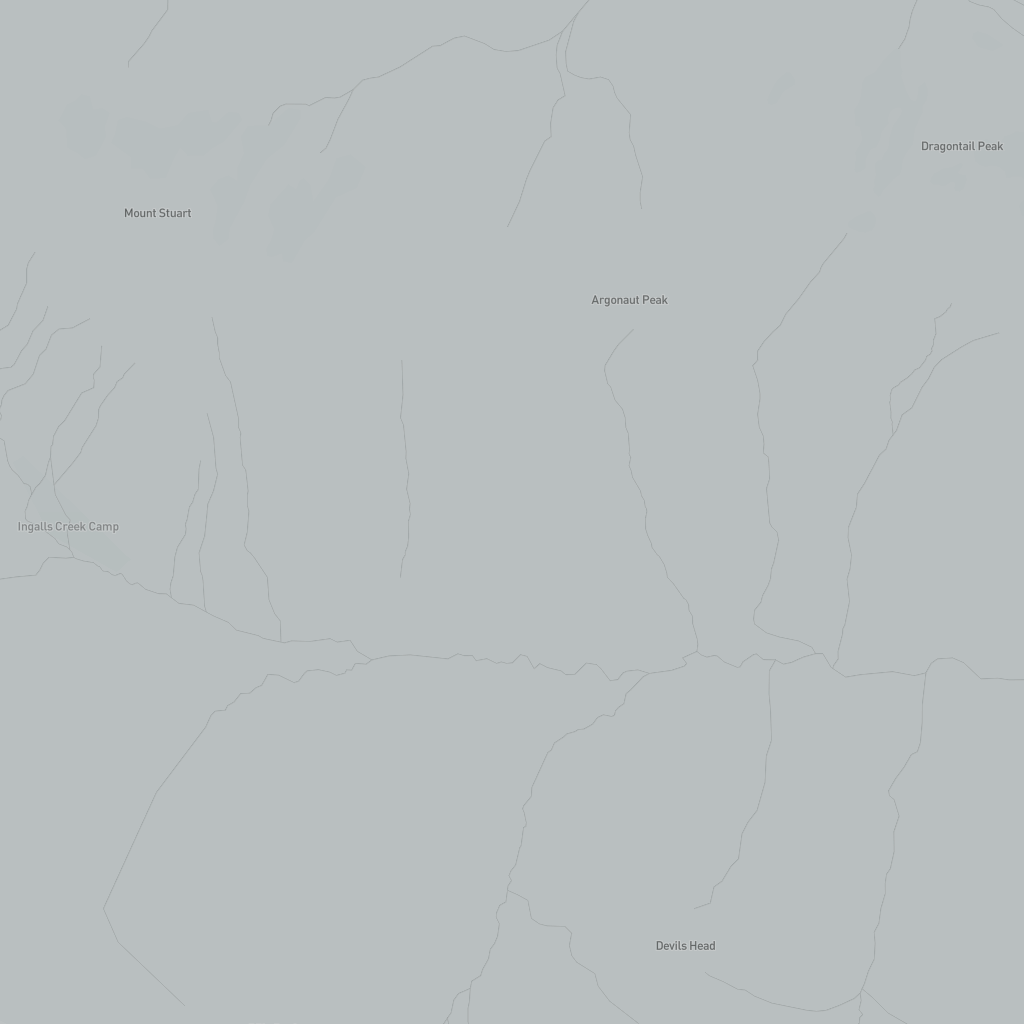 Dragontail Peak
Mount Stuart
Argonaut Peak
Ingalls Creek Camp
Devils Head